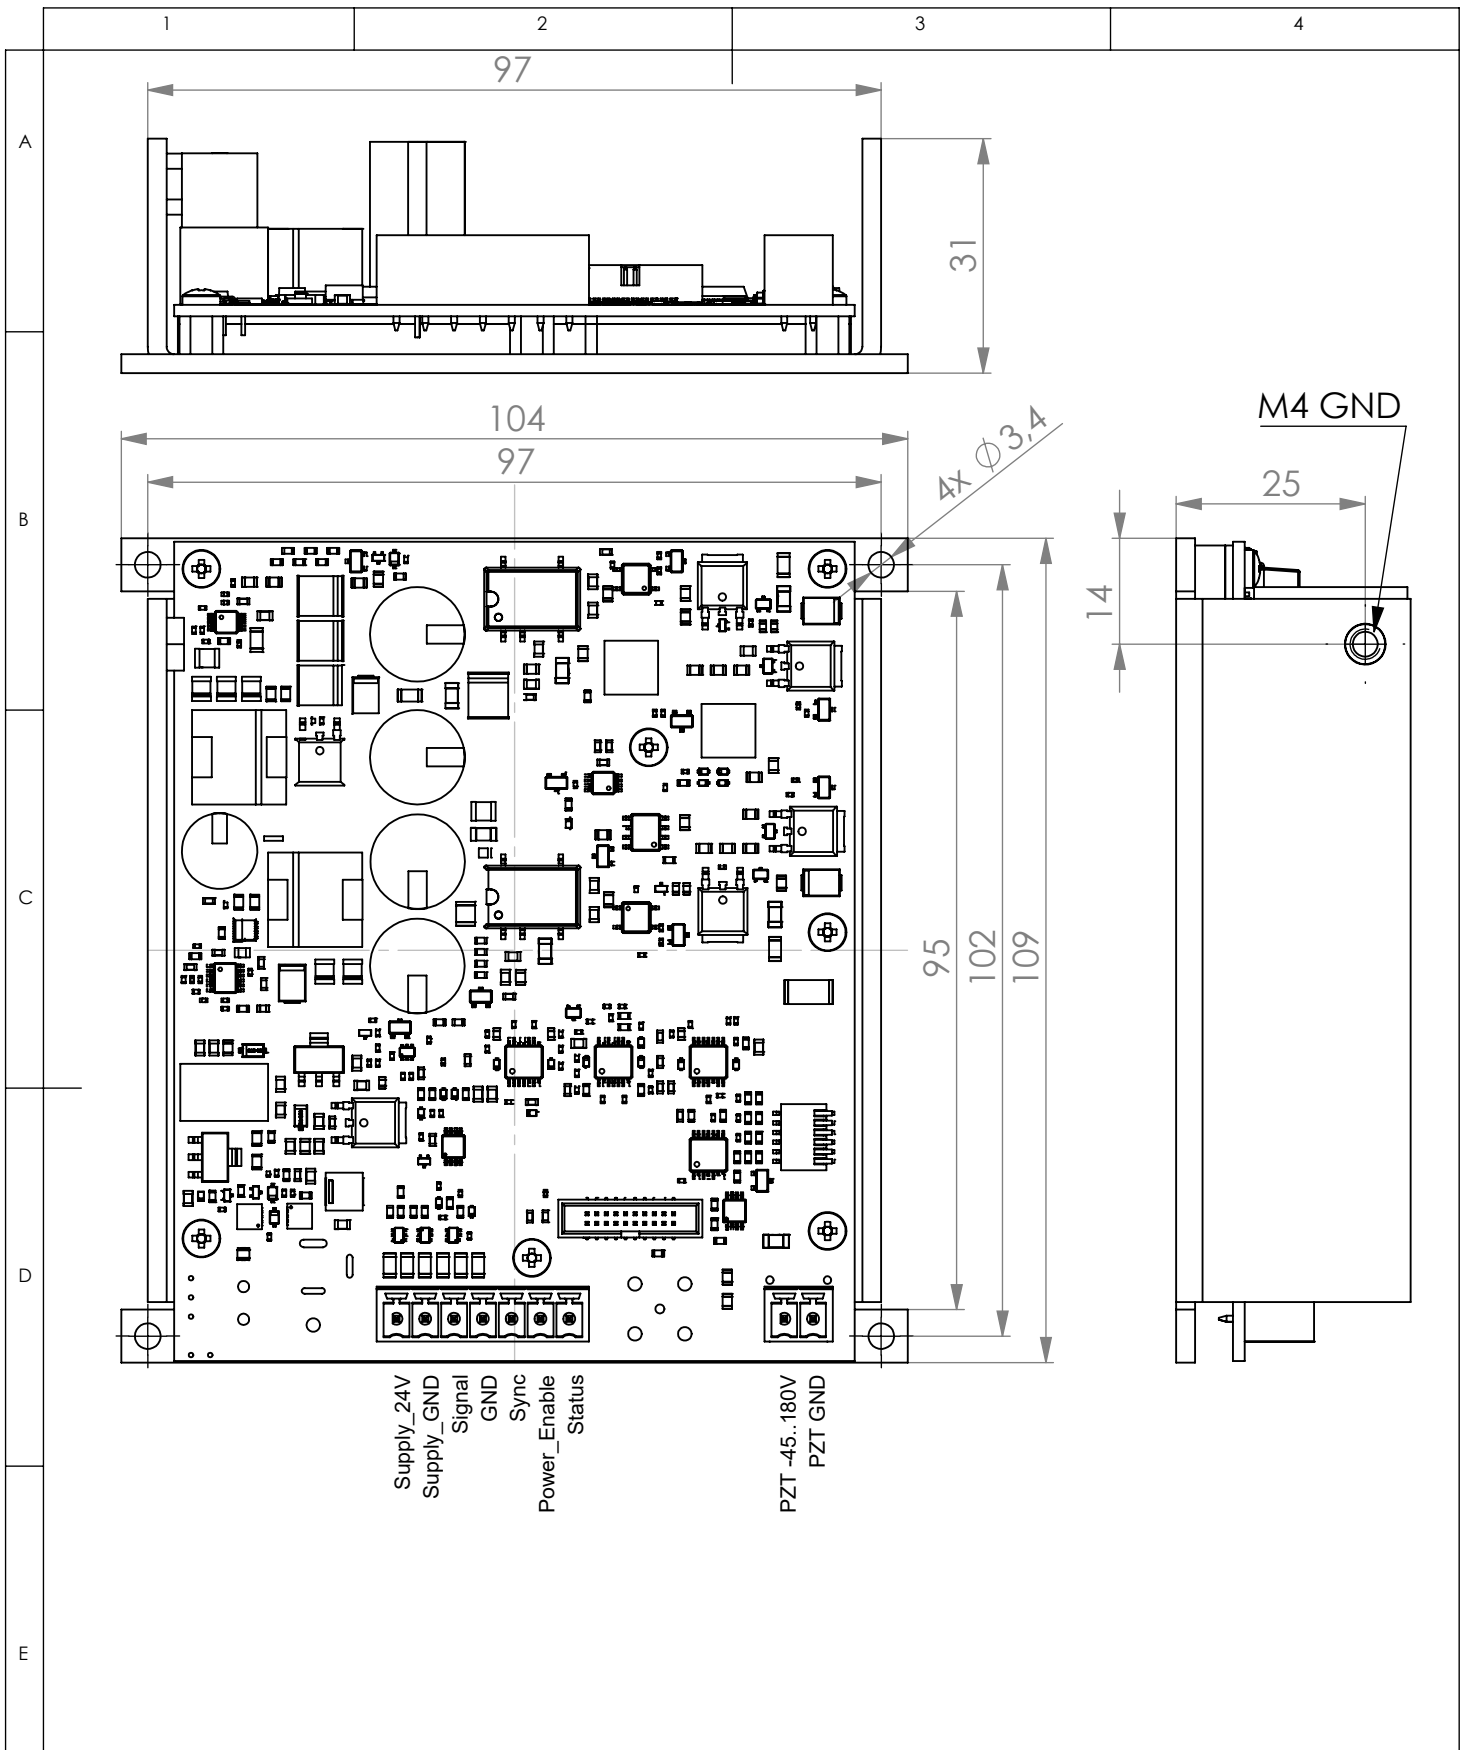 1
2
3
4
A
97
31
M4 GND
104
97
4x Ø 3,4
25
B
14
C
95
102
109
D
Supply_24V
Supply_GND
Signal
GND
Sync
Power_Enable
Status
PZT -45..180V
PZT GND
E